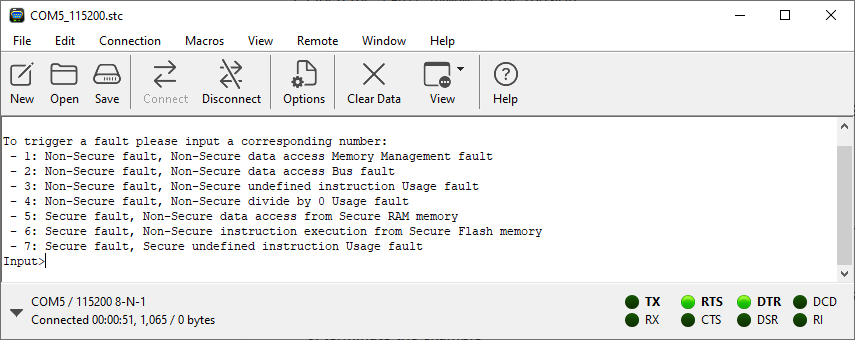 COM5_115200.stc
File Edit Connection Macros View Remote Window Help
New Open Save Connect Disconnect Options Clear Data View Help
To trigger a fault please input a corresponding number:
- 1: Non-Secure fault, Non-Secure data access Memory Management fault
- 2: Non-Secure fault, Non-Secure data access Bus fault
- 3: Non-Secure fault, Non-Secure undefined instruction Usage fault
- 4: Non-Secure fault, Non-Secure divide by 0 Usage fault
- 5: Secure fault, Non-Secure data access from Secure RAM memory
- 6: Secure fault, Non-Secure instruction execution from Secure Flash memory
- 7: Secure fault, Secure undefined instruction Usage fault
Input>
COM5 / 115200 8-N-1 TX RTS DTR DCD
Connected 00:00:51, 1,065 / 0 bytes RX CTS DSR RI